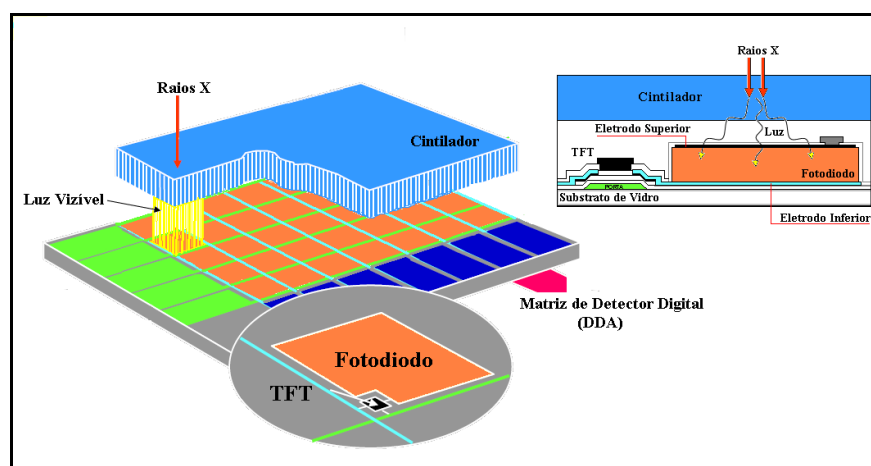 Raios X
Cintilador
Luz Vizível
Matriz de Detector Digital
(DDA)
Fotodiodo
TFT
Raios X
Cintilador
Eletrodo Superior
Luz
TFT
Fotodiodo
PORTA
Substrato de Vidro
Eletrodo Inferior